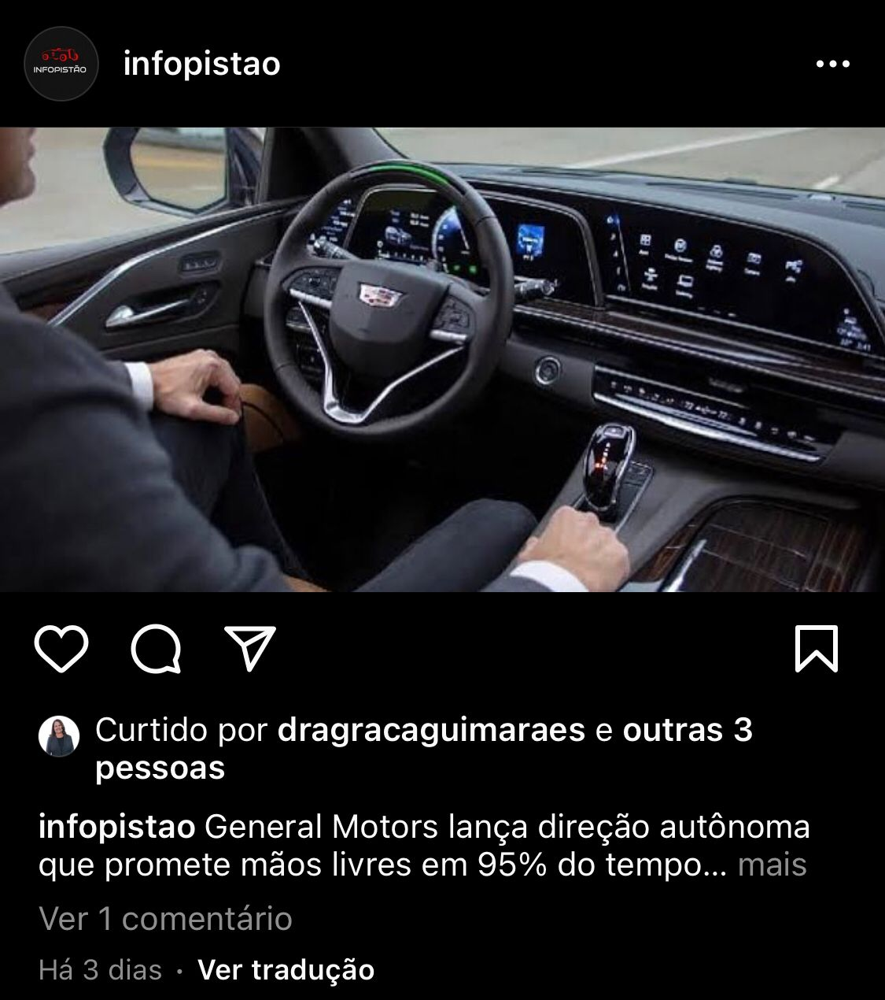 INFOPISTÃO
infopistao
Curtido por dragracaguimaraes e outras 3
pessoas
infopistao General Motors lança direção autônoma
que promete mãos livres em 95% do tempo... mais
Ver 1 comentário
Há 3 dias · Ver tradução